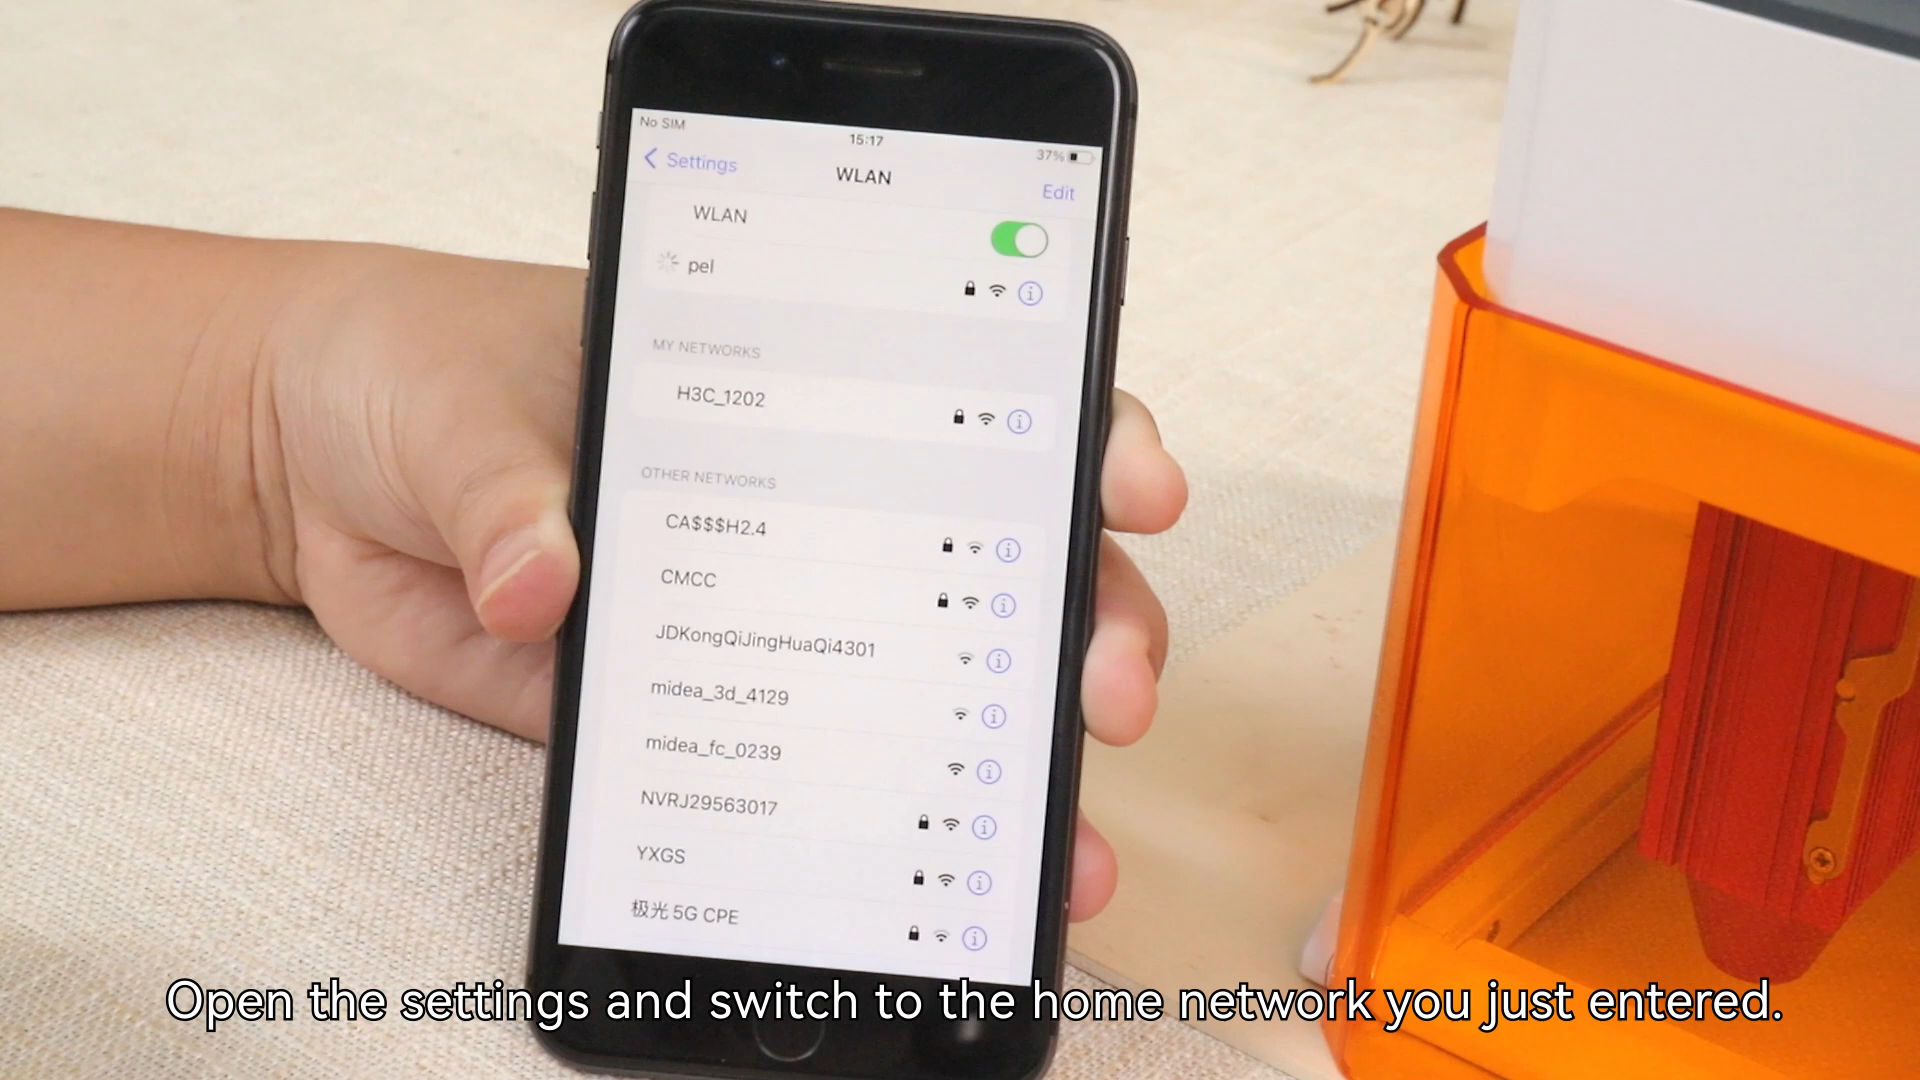 No SIM
15:17
37%
Settings
WLAN
Edit
WLAN
pel
MY NETWORKS
H3C_1202
OTHER NETWORKS
CA$$$H2.4
CMCC
JDKongQiJingHuaQi4301
midea_3d_4129
midea_fc_0239
NVRJ29563017
YXGS
极光 5G CPE
Open the settings and switch to the home network you just entered.